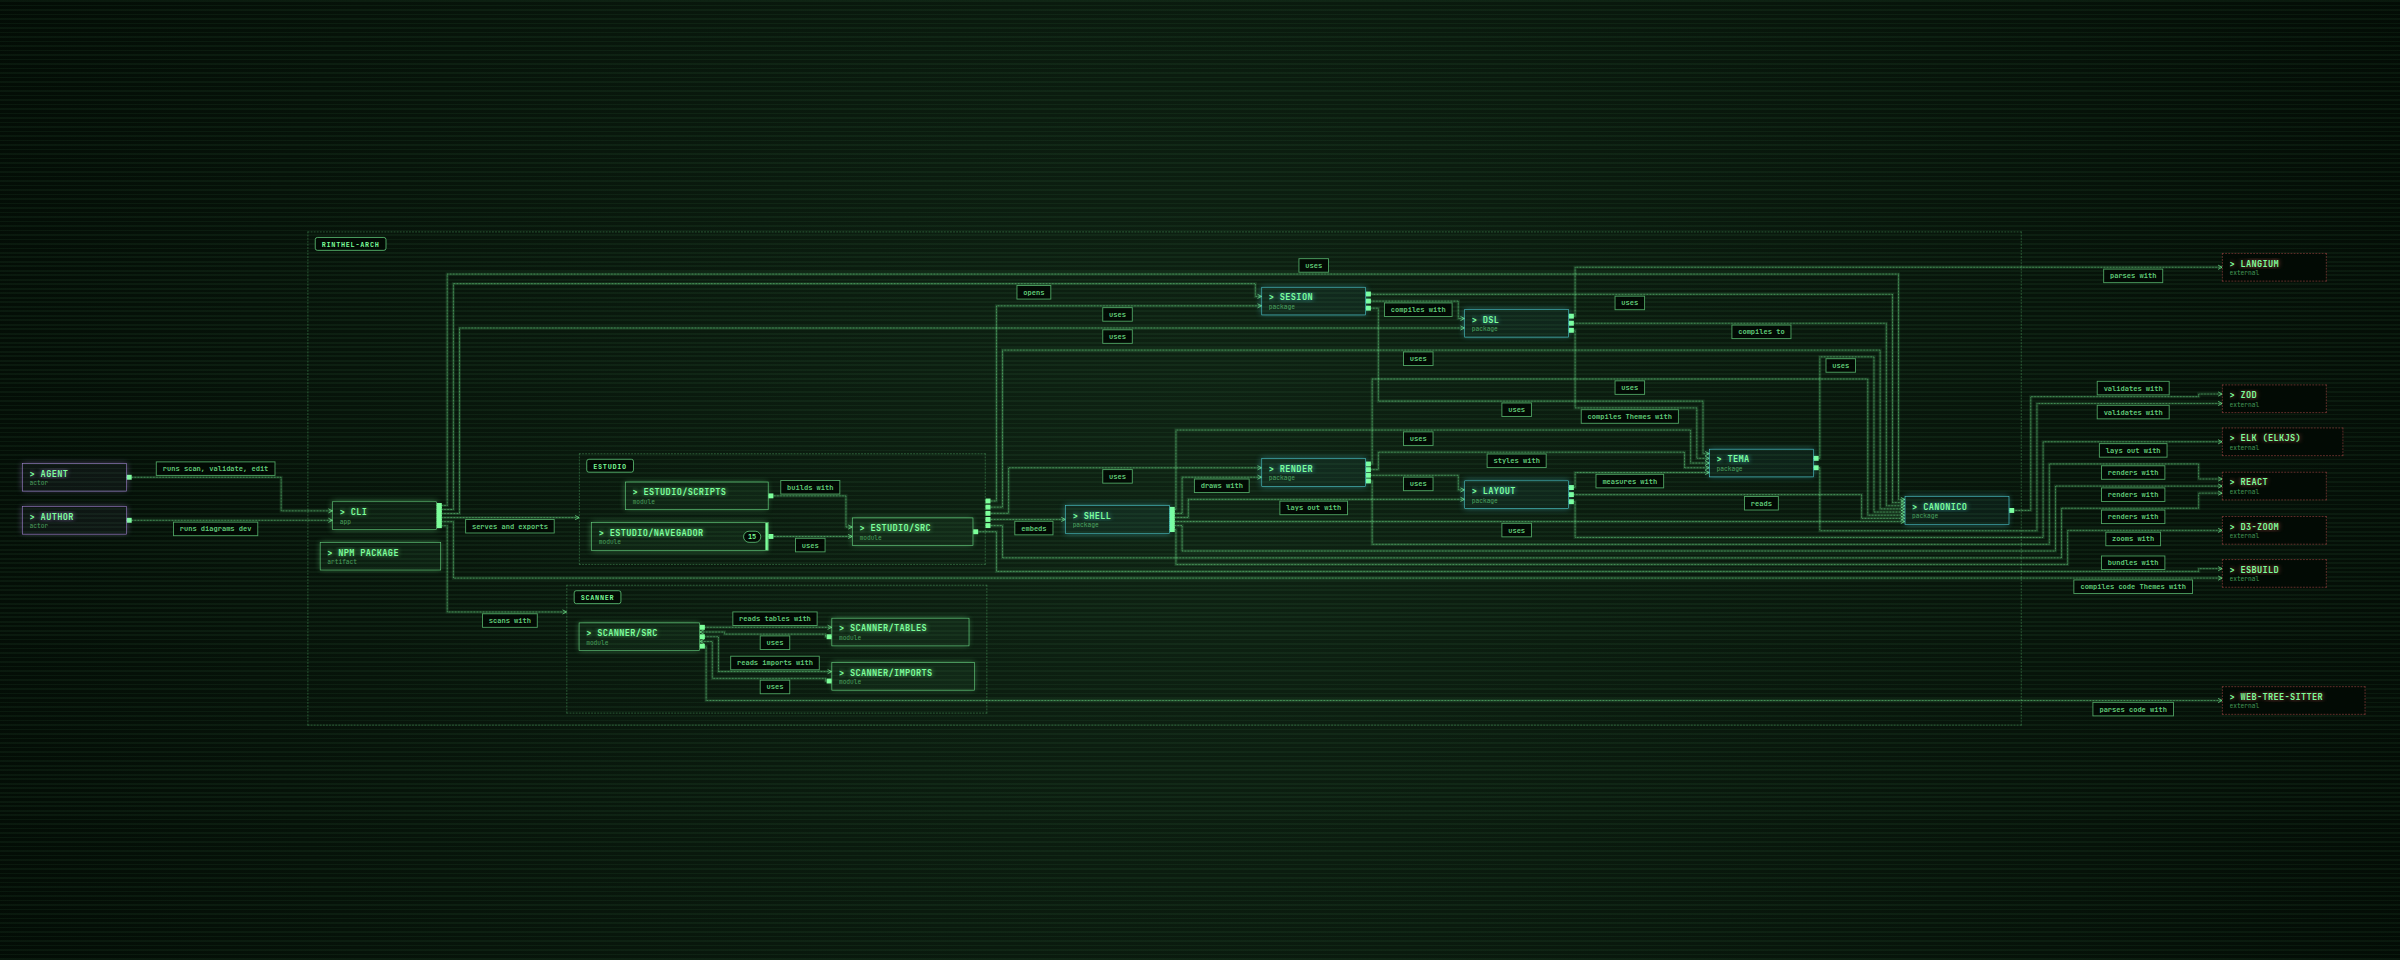 RINTHEL-ARCH
> AGENT
actor
runs scan, validate, edit
> AUTHOR
actor
runs diagrams dev
> CLI
app
> NPM PACKAGE
artifact
serves and exports
scans with
ESTUDIO
> ESTUDIO/SCRIPTS
module
builds with
> ESTUDIO/NAVEGADOR
module
15
uses
> ESTUDIO/SRC
module
SCANNER
> SCANNER/SRC
module
reads tables with
uses
reads imports with
uses
> SCANNER/TABLES
module
> SCANNER/IMPORTS
module
uses
opens
uses
uses
uses
embeds
> SHELL
package
draws with
lays out with
> SESION
package
compiles with
> DSL
package
uses
compiles to
uses
uses
uses
uses
compiles Themes with
uses
> RENDER
package
styles with
uses
> LAYOUT
package
measures with
reads
uses
> TEMA
package
uses
> CANONICO
package
parses with
> LANGIUM
external
validates with
validates with
> ZOD
external
lays out with
> ELK (ELKJS)
external
renders with
renders with
renders with
> REACT
external
zooms with
> D3-ZOOM
external
bundles with
compiles code Themes with
> ESBUILD
external
parses code with
> WEB-TREE-SITTER
external